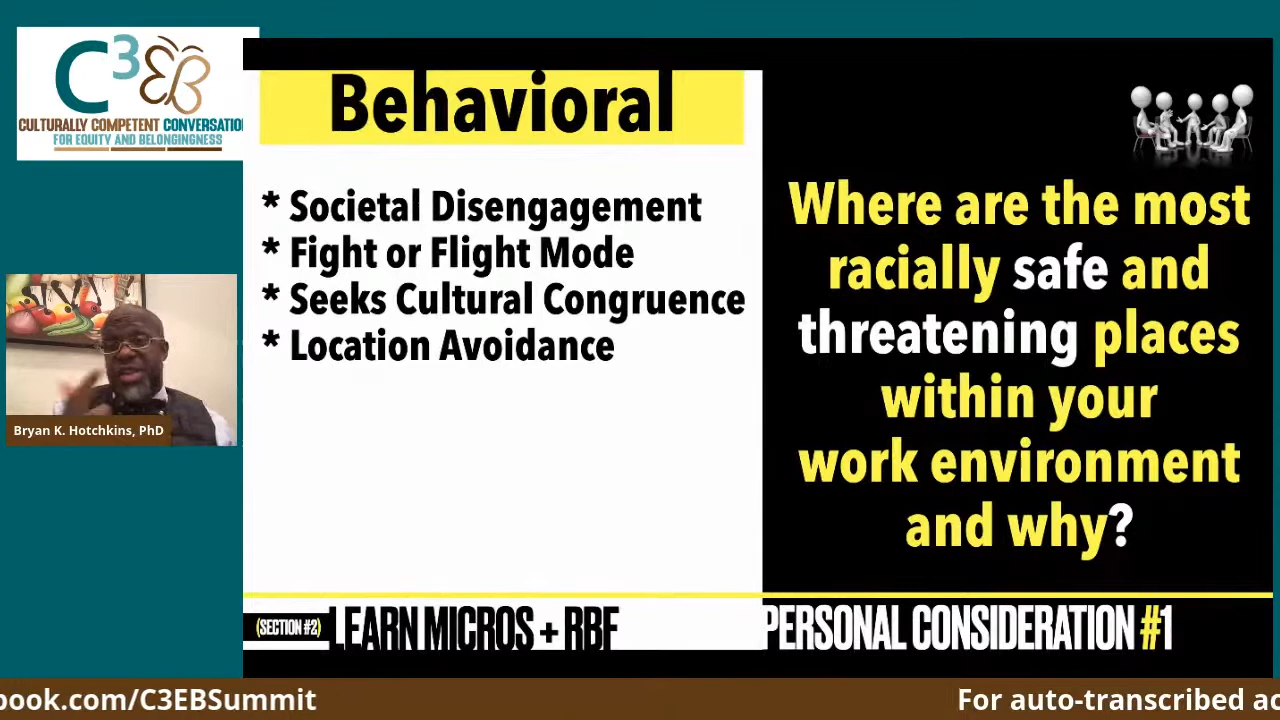 C3EB
CULTURALLY COMPETENT CONVERSATIO
FOR EQUITY AND BELONGINGNESS
Behavioral
* Societal Disengagement
* Fight or Flight Mode
* Seeks Cultural Congruence
* Location Avoidance
Where are the most
racially safe and
threatening places
within your
work environment
and why?
Bryan K. Hotchkins, PhD
(SECTION #2) LEARN MICROS + RBF
PERSONAL CONSIDERATION #1
book.com/C3EBSummit
For auto-transcribed ac